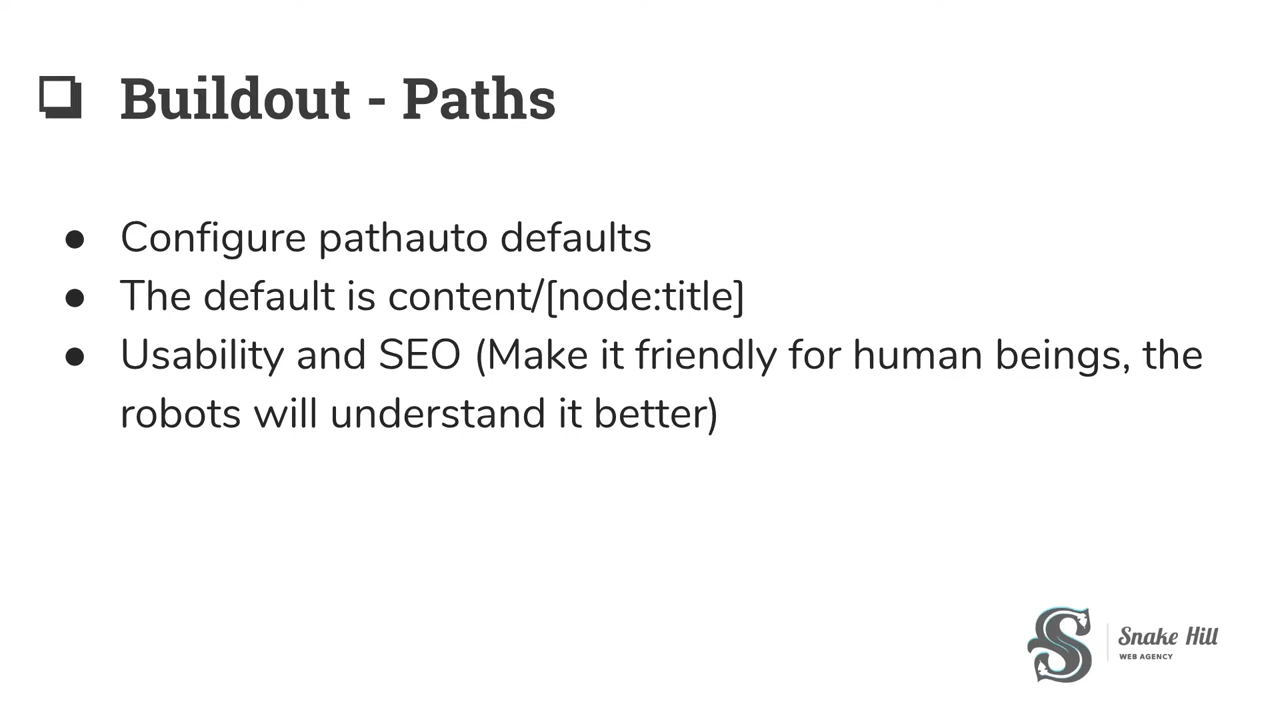 ❏ Buildout - Paths
● Configure pathauto defaults
● The default is content/[node:title]
● Usability and SEO (Make it friendly for human beings, the
robots will understand it better)
S
Snake Hill
WEB AGENCY